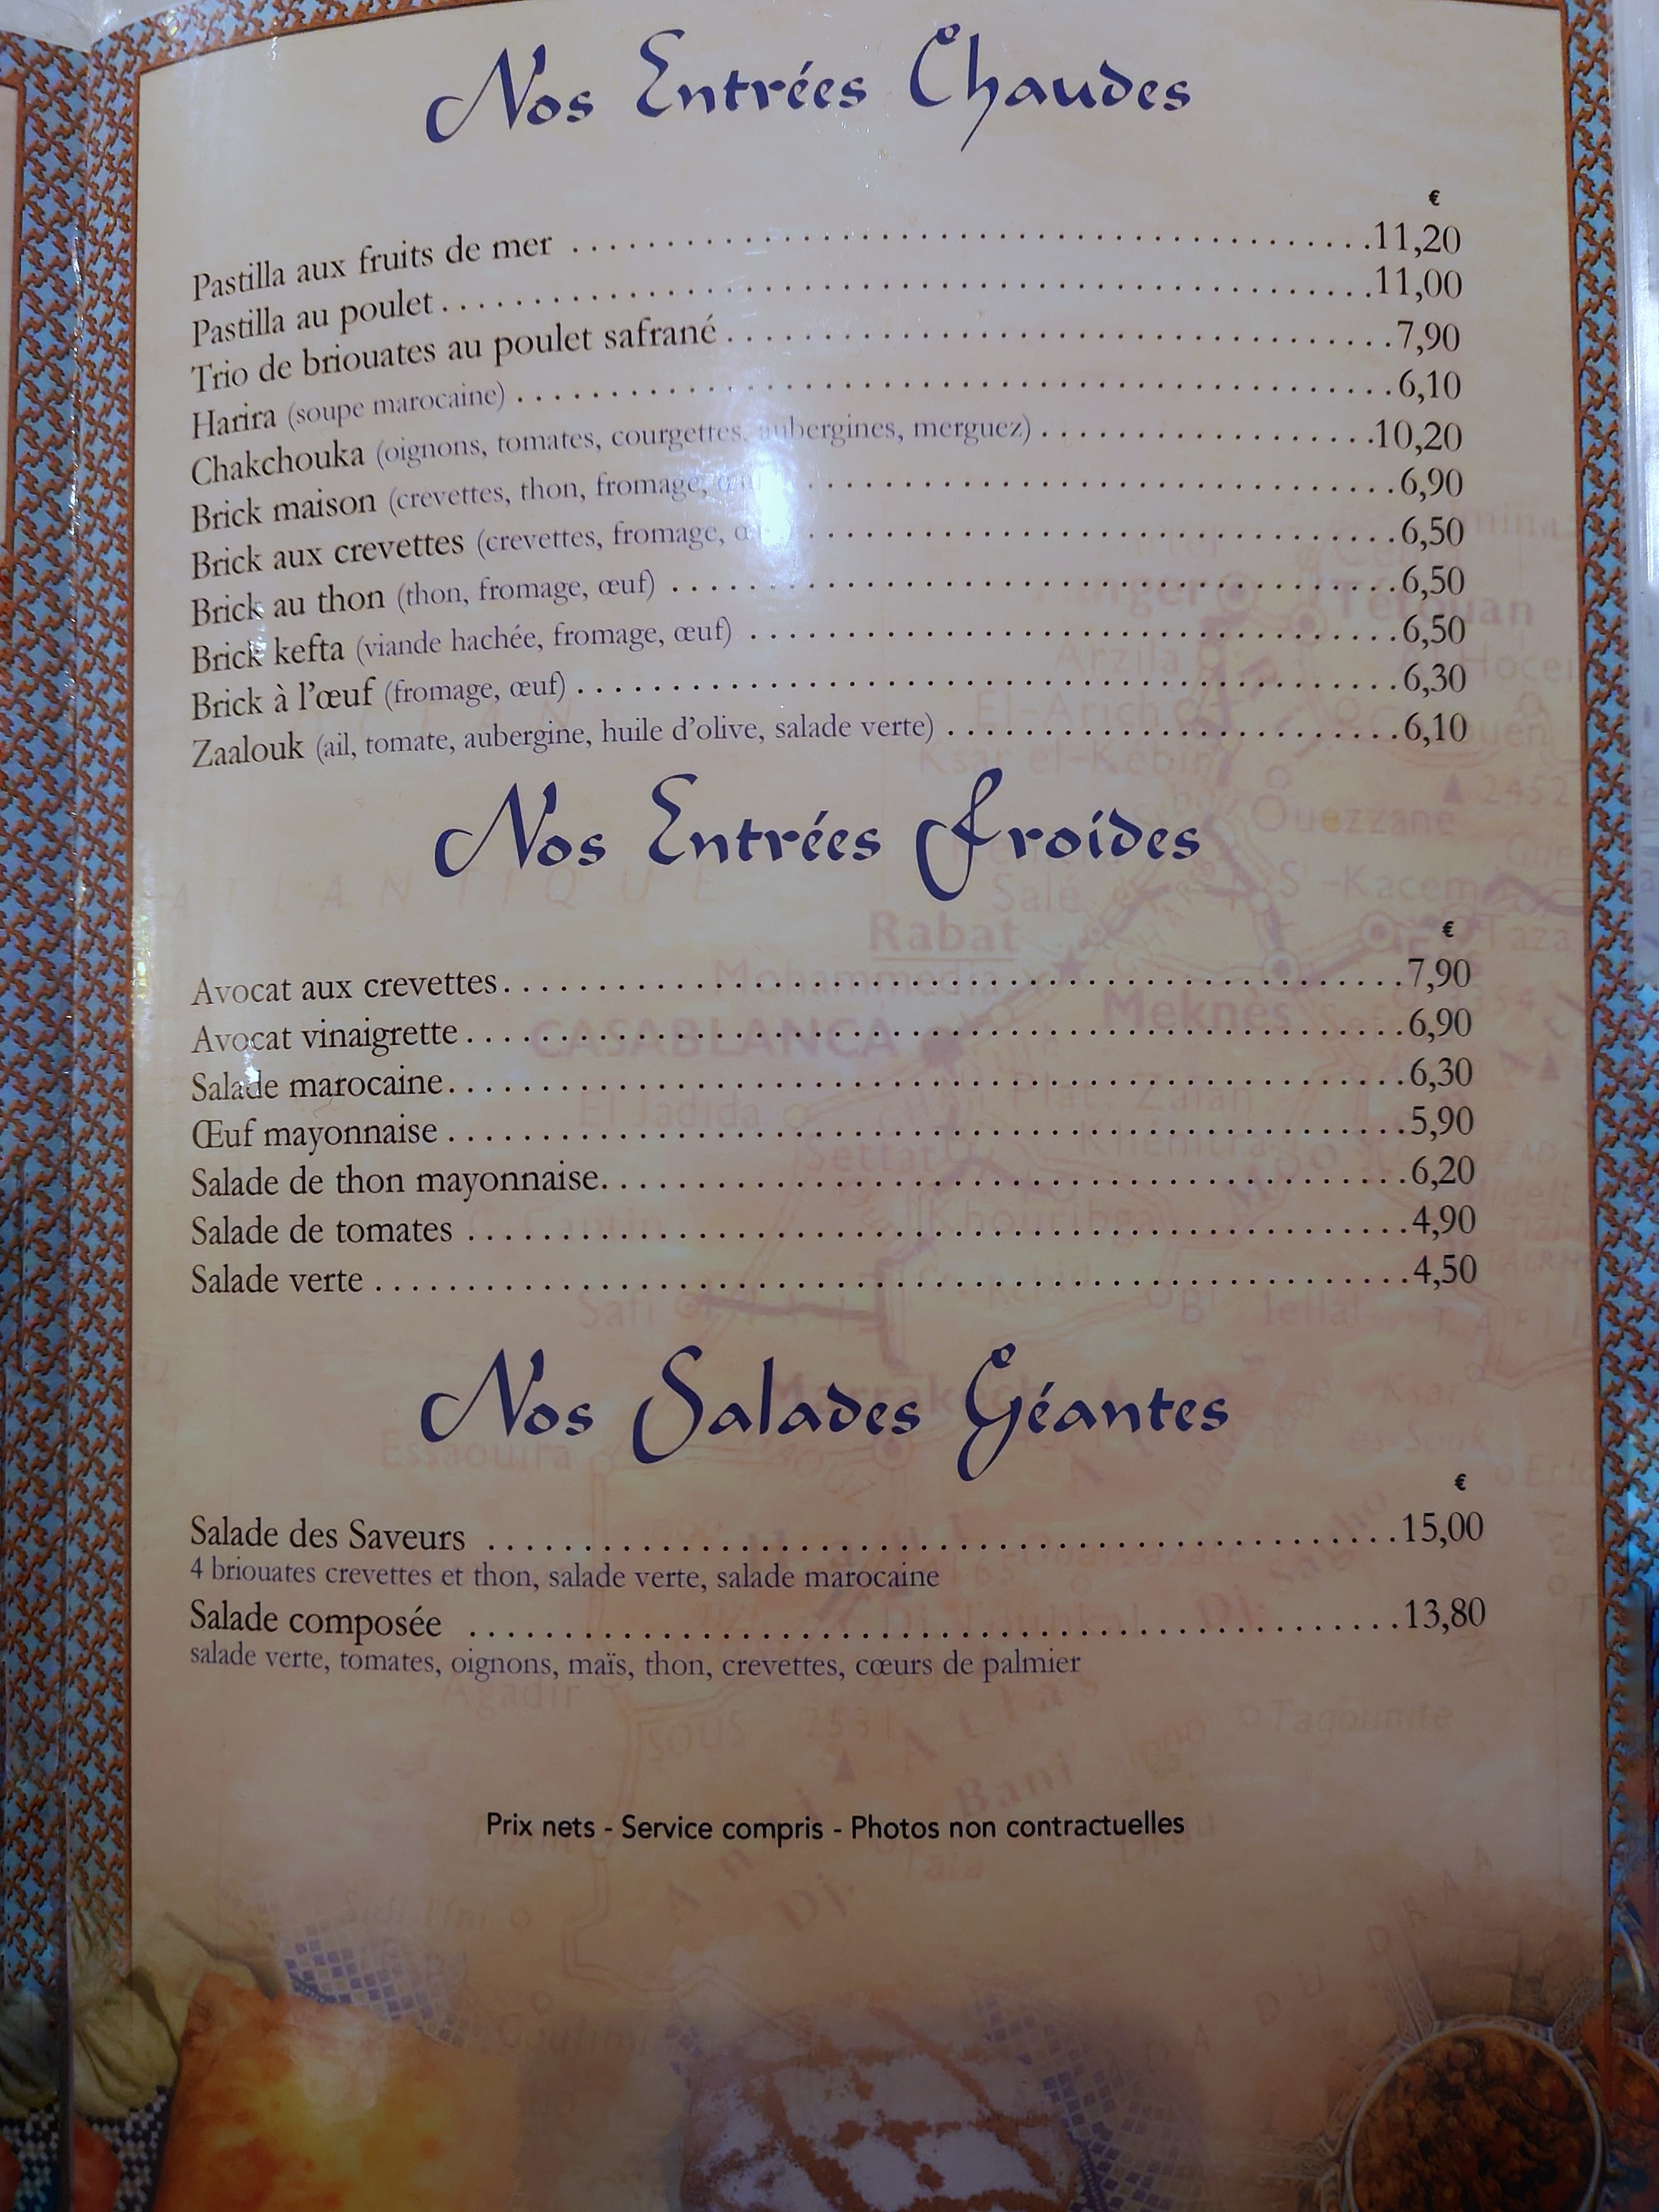 Nos Entrées Chaudes
€
Pastilla aux fruits de mer ........................................11,20
Pastilla au poulet ........................................11,00
Trio de briouates au poulet safrané ........................................7,90
Harira (soupe marocaine) ........................................6,10
Chakchouka (oignons, tomates, courgettes, aubergines, merguez) ..................10,20
Brick maison (crevettes, thon, fromage, ..............................6,90
Brick aux crevettes (crevettes, fromage, ..............................6,50
Brick au thon (thon, fromage, œuf) ........................................6,50
Brick kefta (viande hachée, fromage, œuf) ..................................6,50
Brick à l'œuf (fromage, œuf) ........................................6,30
Zaalouk (ail, tomate, aubergine, huile d'olive, salade verte) ........................6,10
Nos Entrées Froides
€
Avocat aux crevettes ........................................7,90
Avocat vinaigrette ........................................6,90
Salade marocaine ........................................6,30
Œuf mayonnaise ........................................5,90
Salade de thon mayonnaise ........................................6,20
Salade de tomates ........................................4,90
Salade verte ........................................4,50
Nos Salades Géantes
€
Salade des Saveurs ........................................15,00
4 briouates crevettes et thon, salade verte, salade marocaine
Salade composée ........................................13,80
salade verte, tomates, oignons, maïs, thon, crevettes, cœurs de palmier
Prix nets - Service compris - Photos non contractuelles